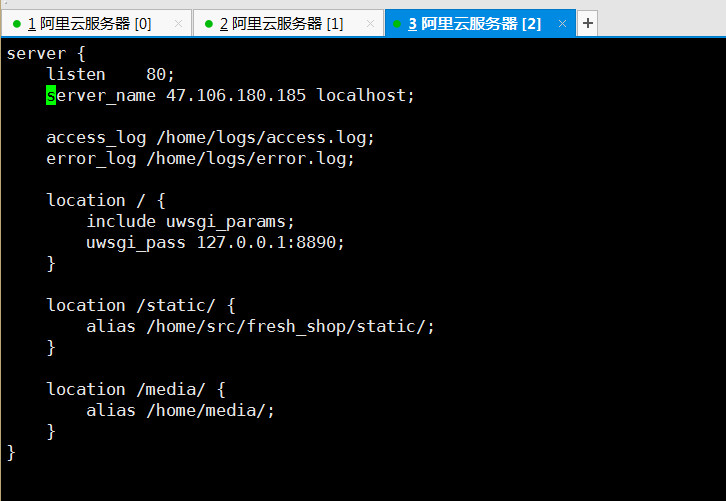 1 阿里云服务器 [0] 2 阿里云服务器 [1] 3 阿里云服务器 [2]
server {
    listen    80;
    server_name 47.106.180.185 localhost;
    access_log /home/logs/access.log;
    error_log /home/logs/error.log;
    location / {
        include uwsgi_params;
        uwsgi_pass 127.0.0.1:8890;
    }
    location /static/ {
        alias /home/src/fresh_shop/static/;
    }
    location /media/ {
        alias /home/media/;
    }
}